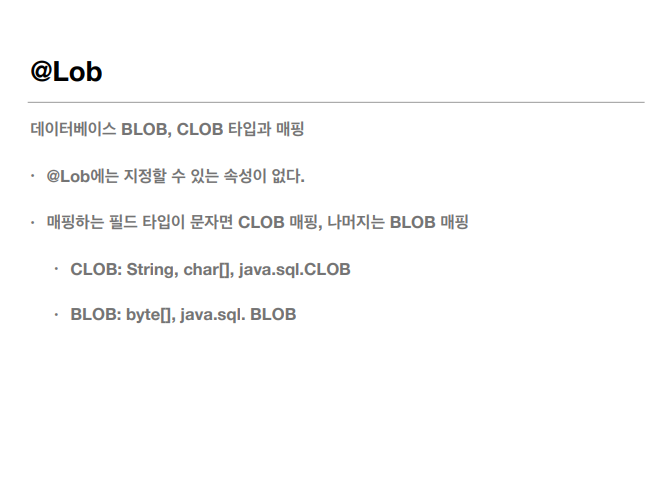 @Lob
데이터베이스 BLOB, CLOB 타입과 매핑
· @Lob에는 지정할 수 있는 속성이 없다.
· 매핑하는 필드 타입이 문자면 CLOB 매핑, 나머지는 BLOB 매핑
· CLOB: String, char[], java.sql.CLOB
· BLOB: byte[], java.sql. BLOB